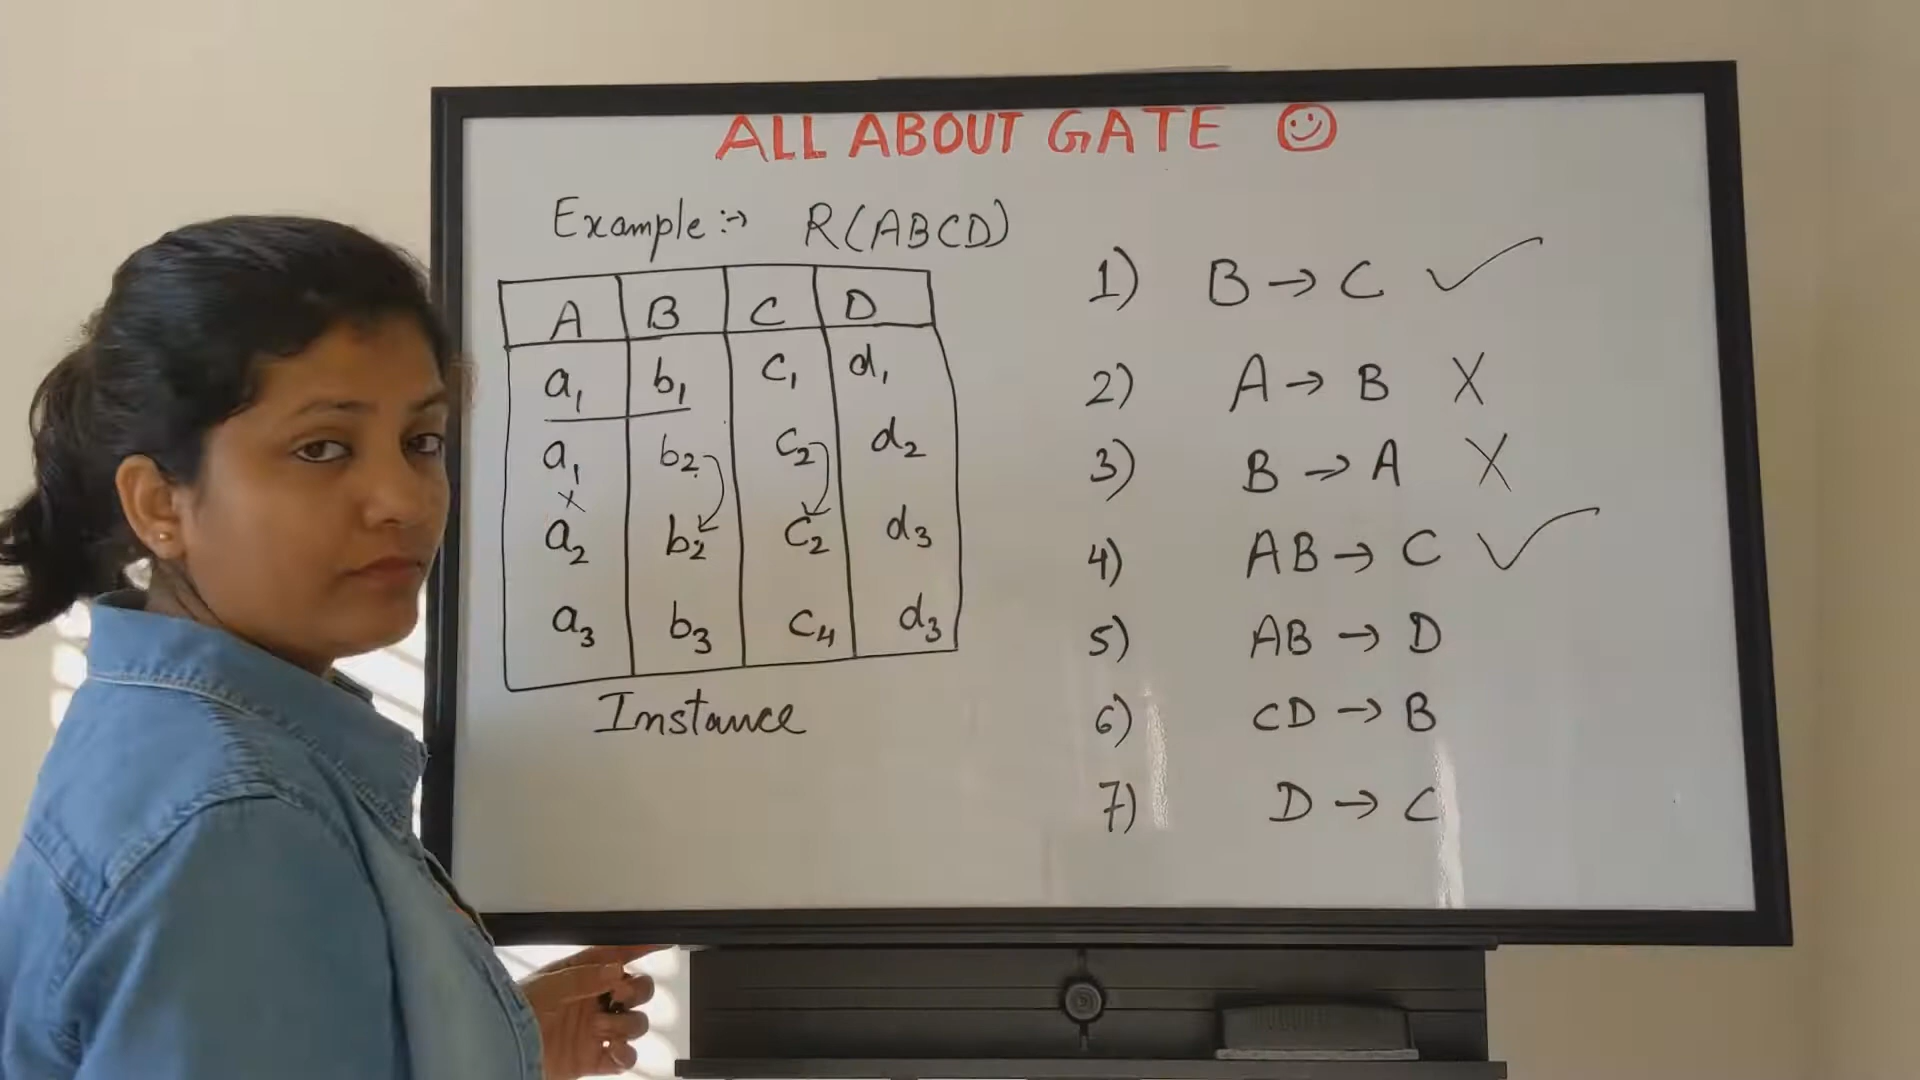 ALL ABOUT GATE ☺
Example :→ R(ABCD)
A B C D
a₁ b₁ c₁ d₁
a₁ b₂ c₂ d₂
a₂ b₂ c₂ d₃
a₃ b₃ c₄ d₃
Instance
1) B → C ✓
2) A → B X
3) B → A X
4) AB → C ✓
5) AB → D
6) CD → B
7) D → C